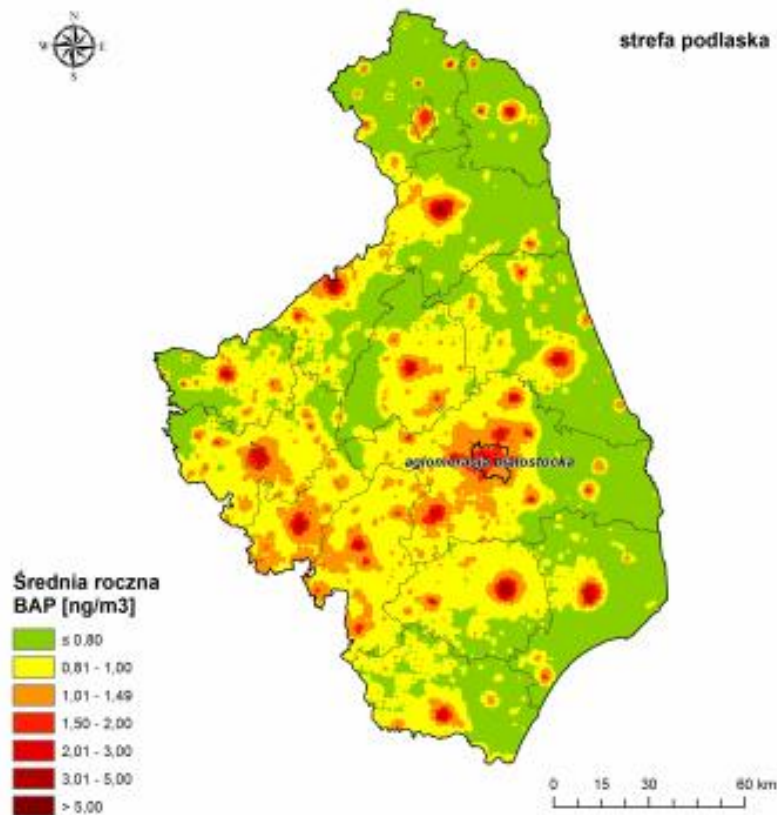 N
W E
S
strefa podlaska
aglomeracja białostocka
Średnia roczna
BAP [ng/m3]
≤ 0,80
0,81 - 1,00
1,01 - 1,49
1,50 - 2,00
2,01 - 3,00
3,01 - 5,00
> 5,00
0 15 30 60 km